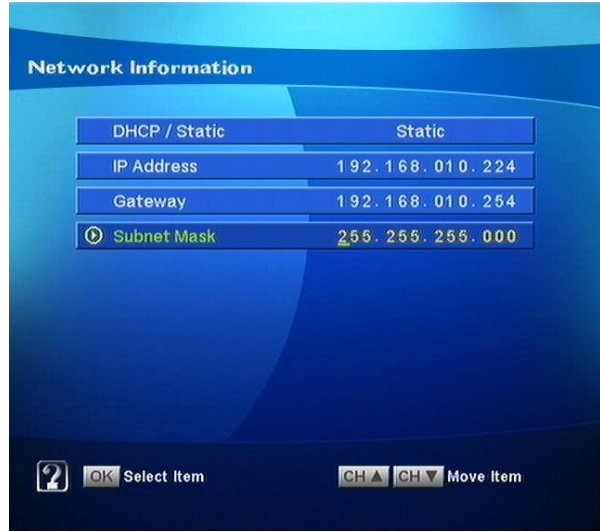 Network Information
DHCP / Static Static
IP Address 192.168.010.224
Gateway 192.168.010.254
Subnet Mask 255.255.255.000
? OK Select Item CH ▲ CH ▼ Move Item